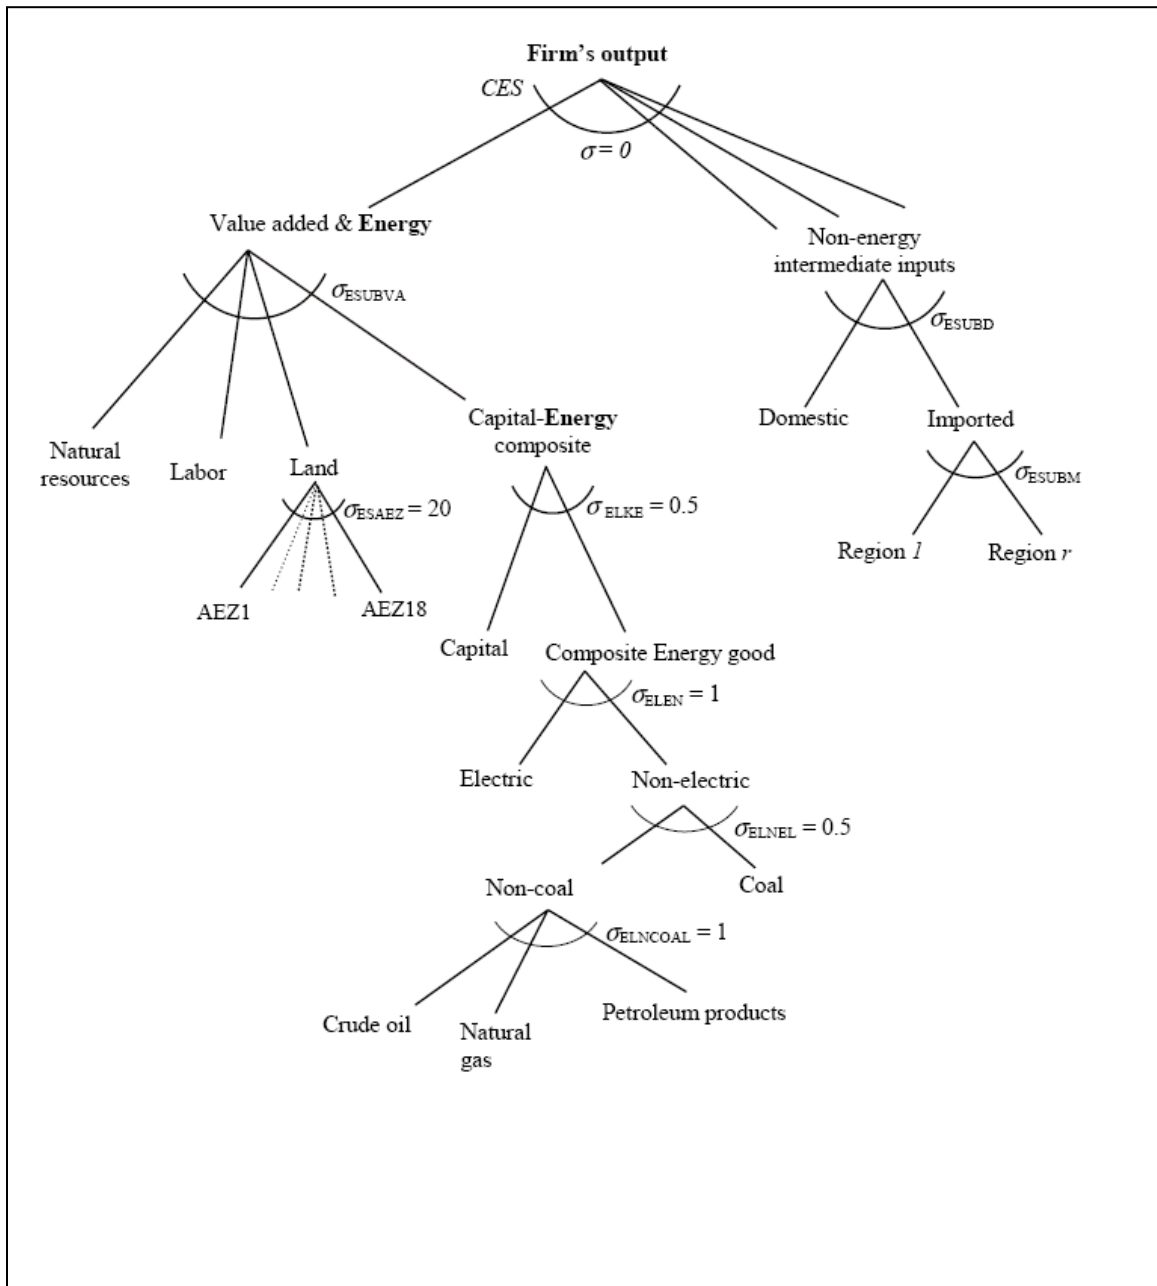 Firm's output
CES
σ = 0
Value added & Energy
Non-energy
intermediate inputs
σESUBVA
σESUBD
Capital-Energy
composite
Domestic
Imported
Natural
resources
Labor
Land
σESAEZ = 20
σELKE = 0.5
σESUBM
Region 1
Region r
AEZ1
AEZ18
Capital
Composite Energy good
σELEN = 1
Electric
Non-electric
σELNEL = 0.5
Non-coal
Coal
σELNCOAL = 1
Crude oil
Natural
gas
Petroleum products